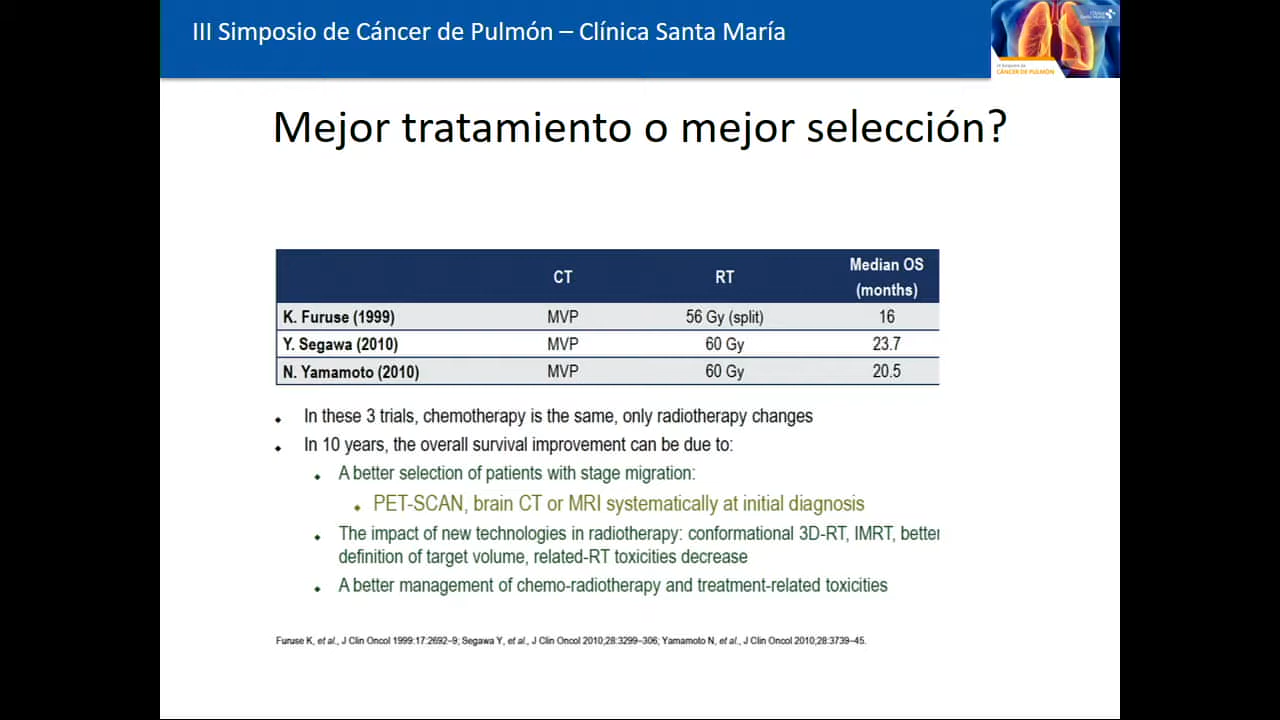 III Simposio de Cáncer de Pulmón – Clínica Santa María
Clínica
Santa María
III Simposio de
CÁNCER DE PULMÓN
Mejor tratamiento o mejor selección?
CT RT Median OS (months)
K. Furuse (1999) MVP 56 Gy (split) 16
Y. Segawa (2010) MVP 60 Gy 23.7
N. Yamamoto (2010) MVP 60 Gy 20.5
In these 3 trials, chemotherapy is the same, only radiotherapy changes
In 10 years, the overall survival improvement can be due to:
A better selection of patients with stage migration:
PET-SCAN, brain CT or MRI systematically at initial diagnosis
The impact of new technologies in radiotherapy: conformational 3D-RT, IMRT, better
definition of target volume, related-RT toxicities decrease
A better management of chemo-radiotherapy and treatment-related toxicities
Furuse K, et al., J Clin Oncol 1999:17:2692–9; Segawa Y, et al., J Clin Oncol 2010;28:3299–306; Yamamoto N, et al., J Clin Oncol 2010;28:3739–45.